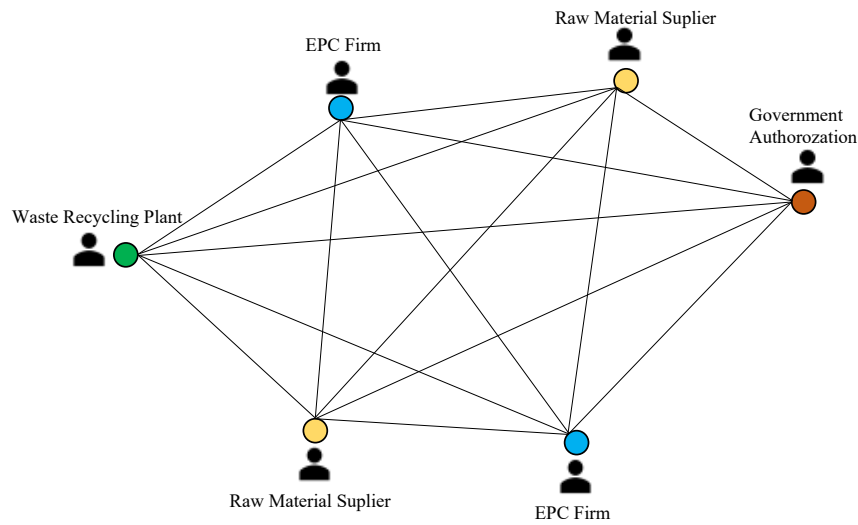 Raw Material Suplier
EPC Firm
Government
Authorozation
Waste Recycling Plant
Raw Material Suplier
EPC Firm